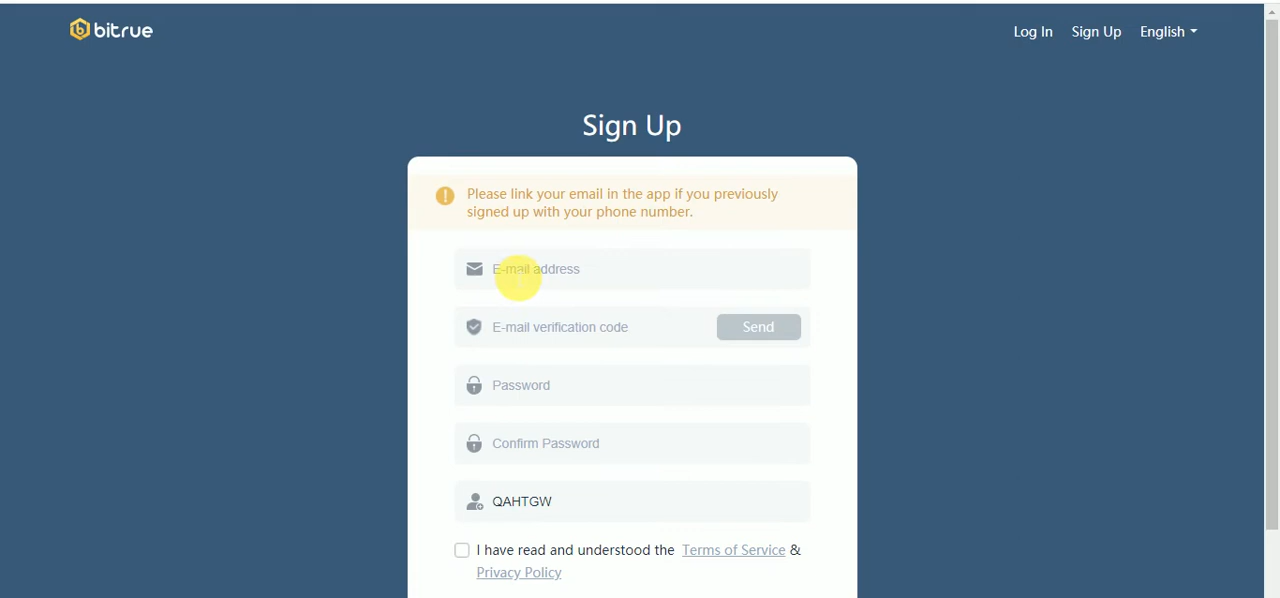 bitrue
Log In Sign Up English
Sign Up
Please link your email in the app if you previously
signed up with your phone number.
E-mail address
E-mail verification code Send
Password
Confirm Password
QAHTGW
I have read and understood the Terms of Service &
Privacy Policy